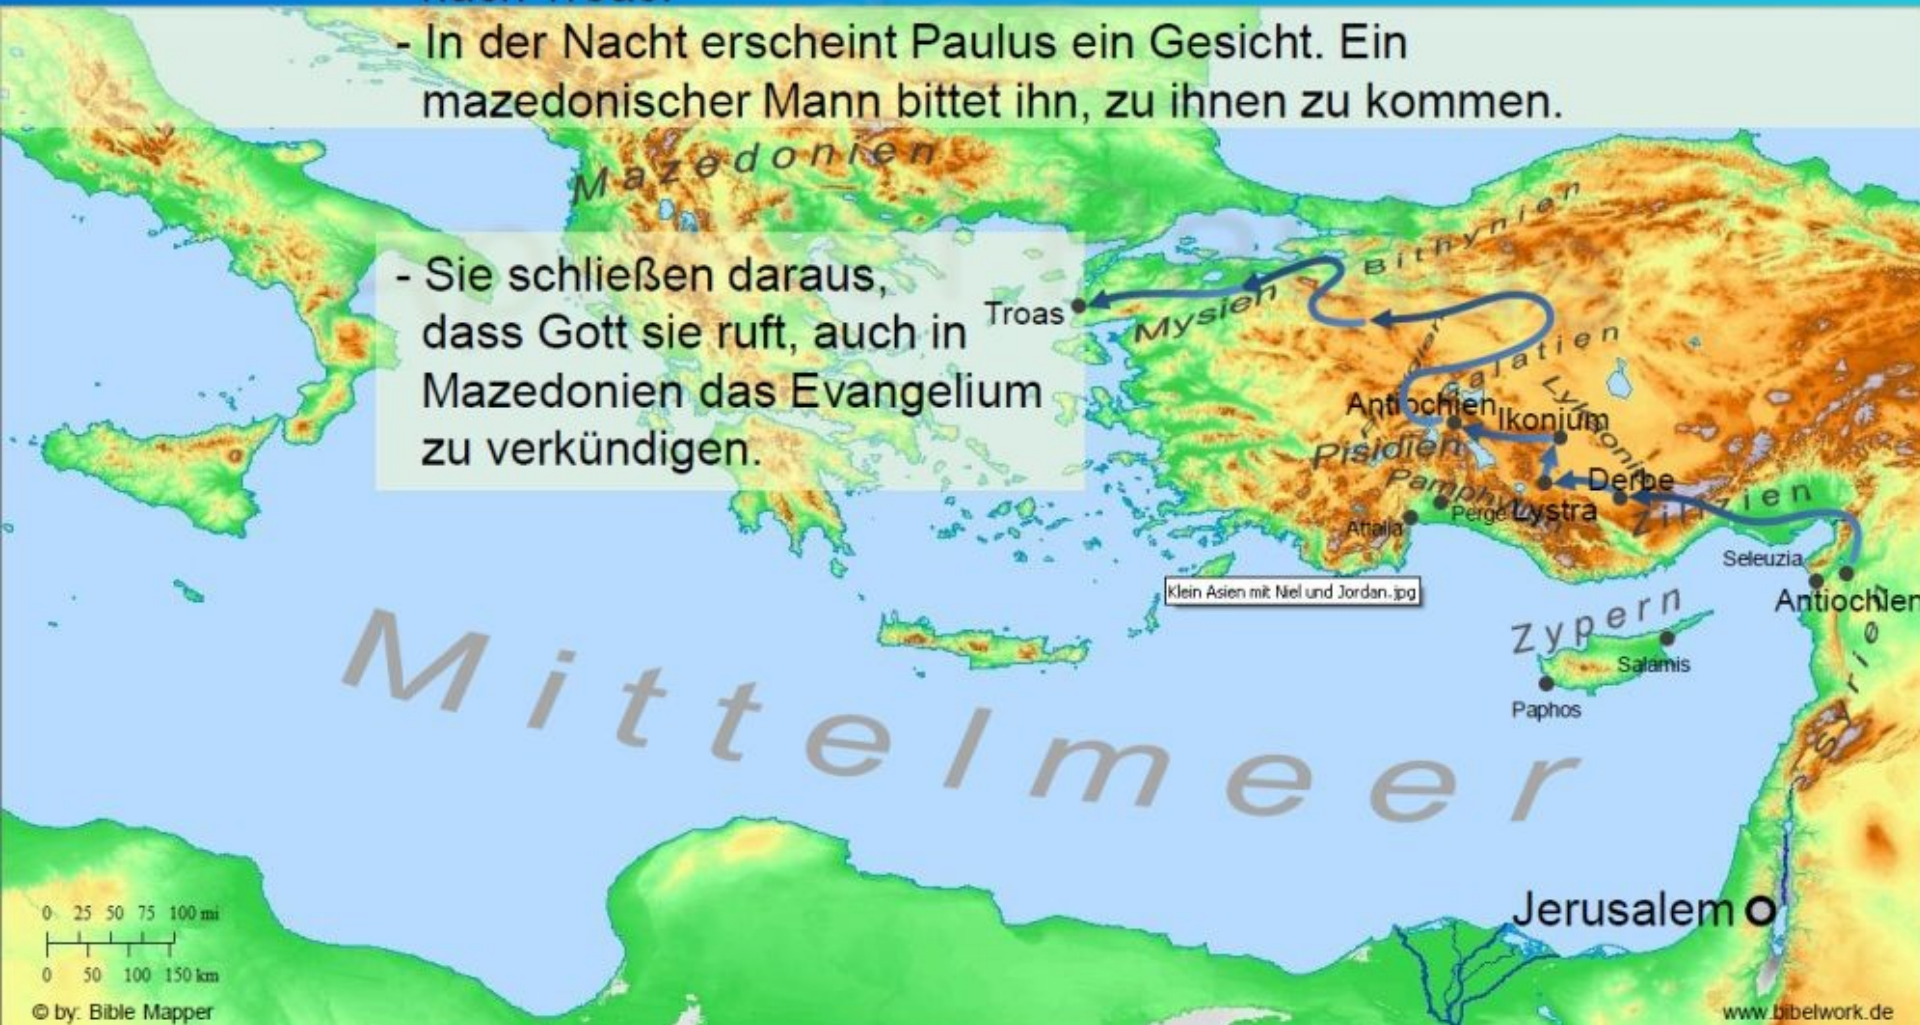 - In der Nacht erscheint Paulus ein Gesicht. Ein
mazedonischer Mann bittet ihn, zu ihnen zu kommen.
Mazedonien
Bithynien
- Sie schließen daraus,
dass Gott sie ruft, auch in
Mazedonien das Evangelium
zu verkündigen.
Troas
Mysien
Galatien
Antiochien
Ikonium
Pisidien
Derbe
Zilizien
Attalia
Perge
Lystra
Seleuzia
Klein Asien mit Niel und Jordan.jpg
Antiochien
Zypern
Salamis
Paphos
Mittelmeer
Jerusalem
0 25 50 75 100 mi
0 50 100 150 km
© by: Bible Mapper
www.bibelwork.de